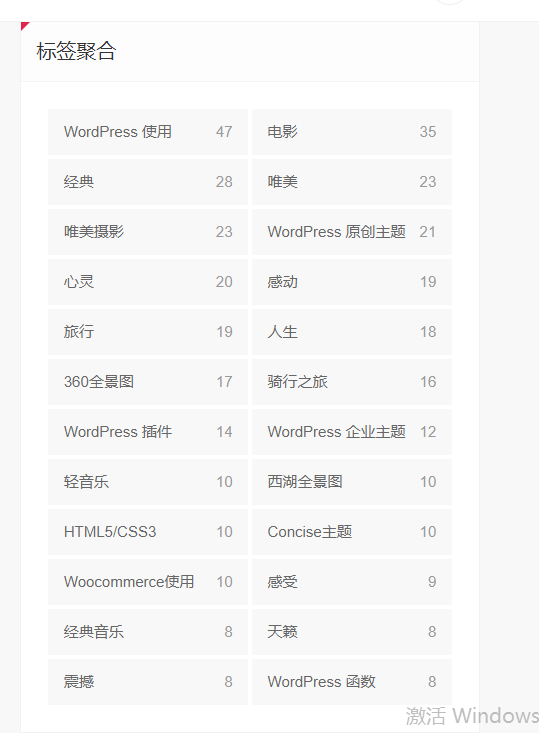 标签聚合
WordPress 使用 47 电影 35
经典 28 唯美 23
唯美摄影 23 WordPress 原创主题 21
心灵 20 感动 19
旅行 19 人生 18
360全景图 17 骑行之旅 16
WordPress 插件 14 WordPress 企业主题 12
轻音乐 10 西湖全景图 10
HTML5/CSS3 10 Concise主题 10
Woocommerce使用 10 感受 9
经典音乐 8 天籁 8
震撼 8 WordPress 函数 8
激活 Windows